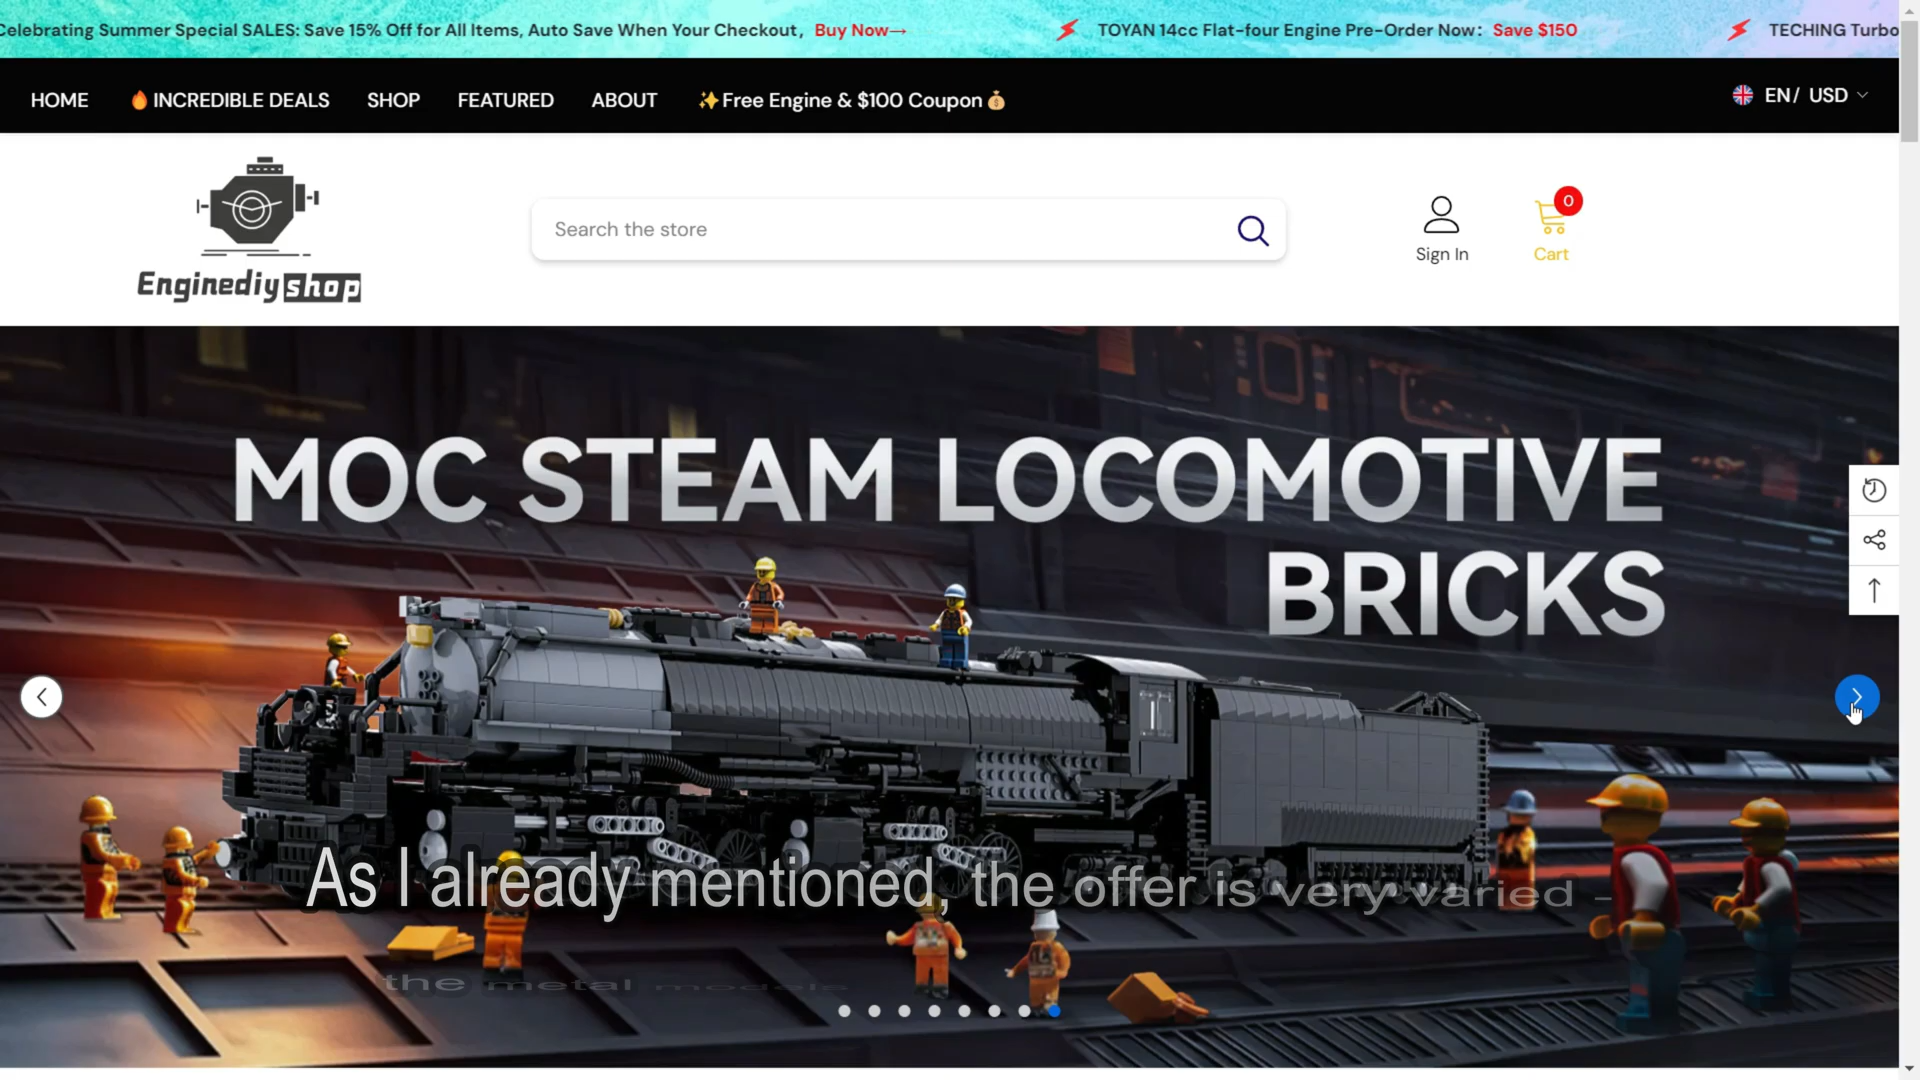 Celebrating Summer Special SALES: Save 15% Off for All Items, Auto Save When Your Checkout, Buy Now→ TOYAN 14cc Flat-four Engine Pre-Order Now: Save $150 TECHING Turbo
HOME INCREDIBLE DEALS SHOP FEATURED ABOUT Free Engine & $100 Coupon EN/ USD
Search the store
0
Sign In Cart
Enginediyshop
MOC STEAM LOCOMOTIVE
BRICKS
As I already mentioned, the offer is very varied -
the metal models